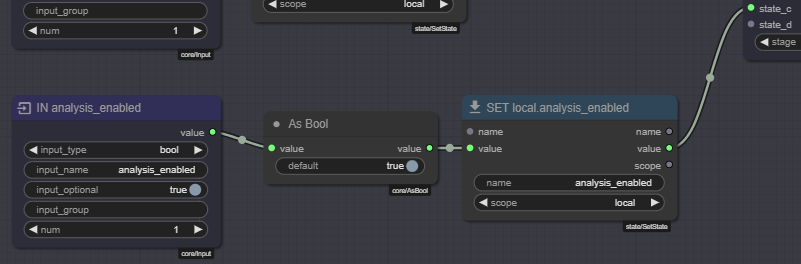 input_group
num 1
core/Input
scope local
state/SetState
state_c
state_d
stage
IN analysis_enabled
value
input_type bool
input_name analysis_enabled
input_optional true
input_group
num 1
core/Input
As Bool
value value
default true
core/AsBool
SET local.analysis_enabled
name name
value value
scope
name analysis_enabled
scope local
state/SetState